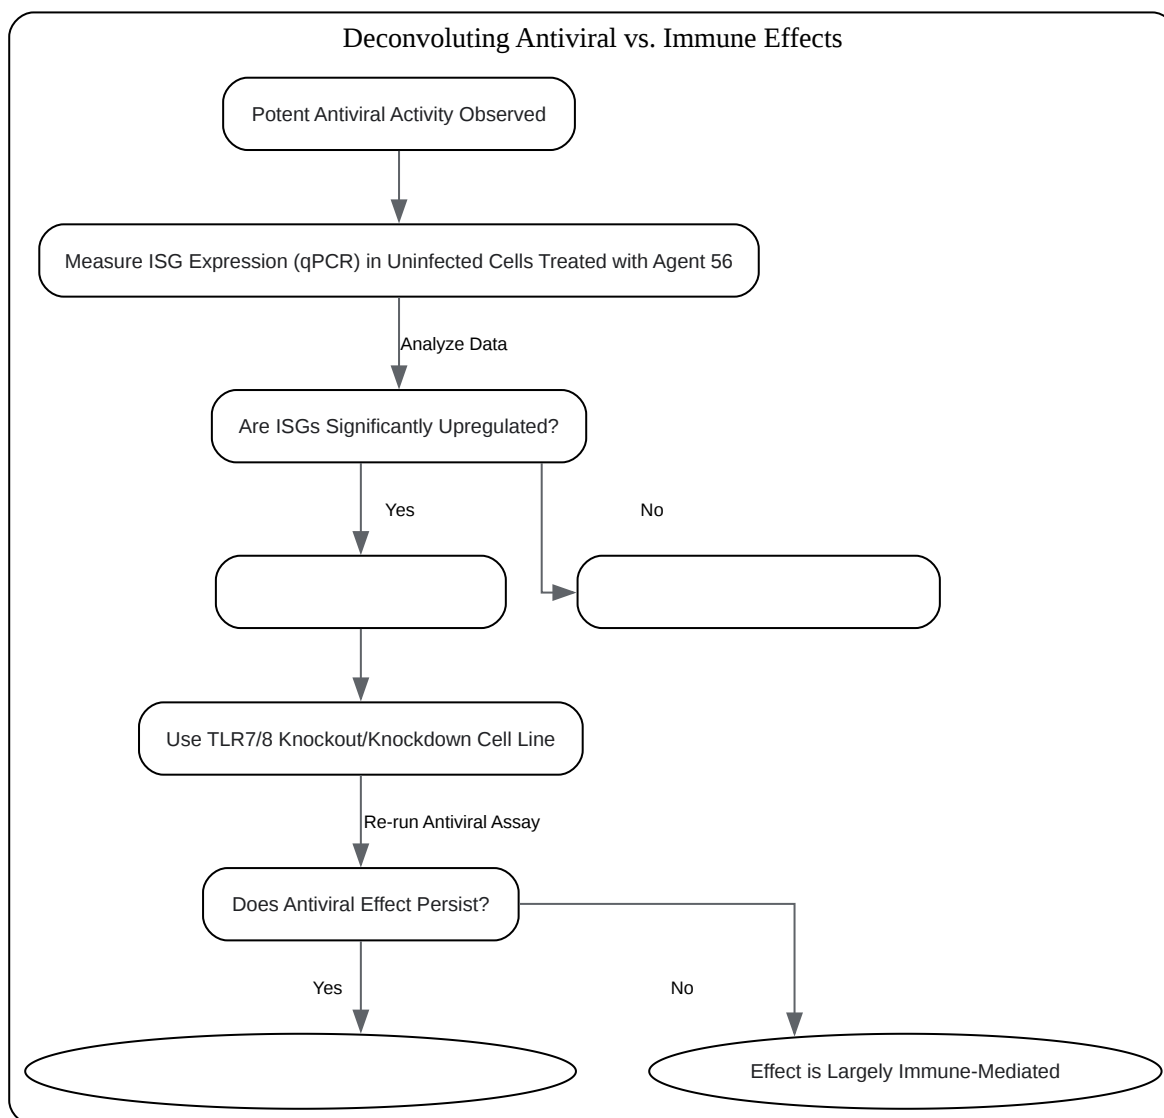 Deconvoluting Antiviral vs. Immune Effects
Potent Antiviral Activity Observed
Measure ISG Expression (qPCR) in Uninfected Cells Treated with Agent 56
Analyze Data
Are ISGs Significantly Upregulated?
Yes
No
Use TLR7/8 Knockout/Knockdown Cell Line
Re-run Antiviral Assay
Does Antiviral Effect Persist?
Yes
No
Effect is Largely Immune-Mediated